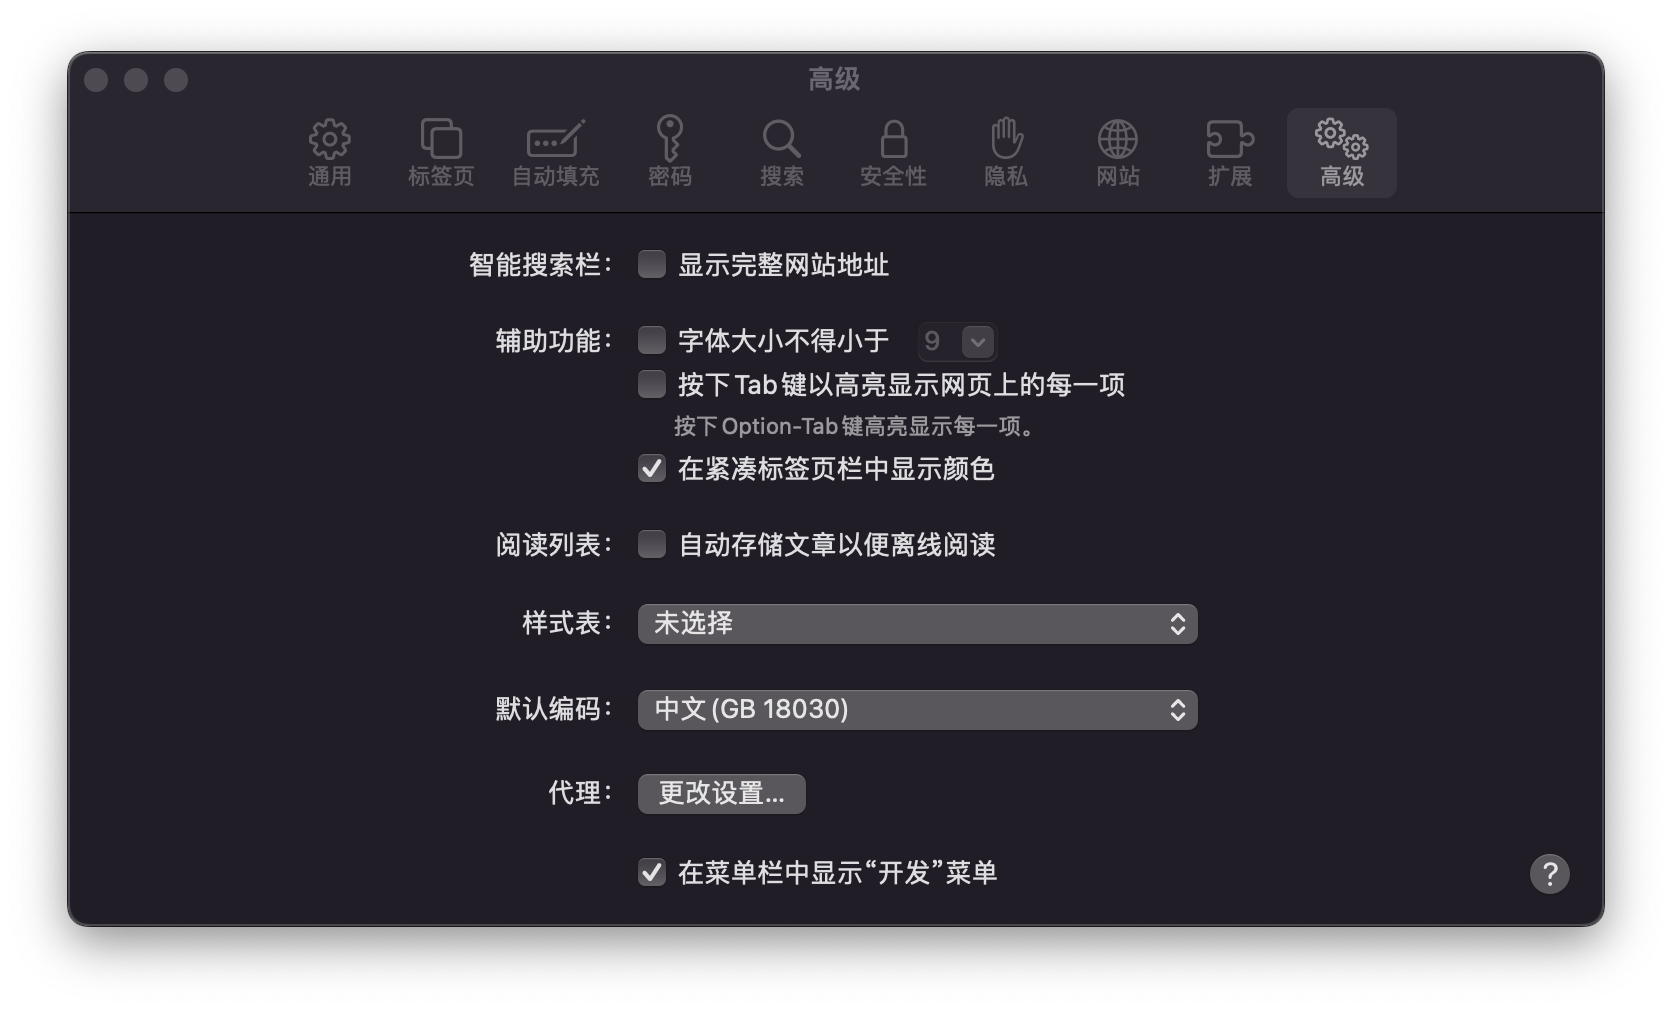 高级
通用 标签页 自动填充 密码 搜索 安全性 隐私 网站 扩展 高级
智能搜索栏： 显示完整网站地址
辅助功能： 字体大小不得小于 9
按下 Tab 键以高亮显示网页上的每一项
按下 Option-Tab 键高亮显示每一项。
在紧凑标签页栏中显示颜色
阅读列表： 自动存储文章以便离线阅读
样式表： 未选择
默认编码： 中文 (GB 18030)
代理： 更改设置...
在菜单栏中显示“开发”菜单
?